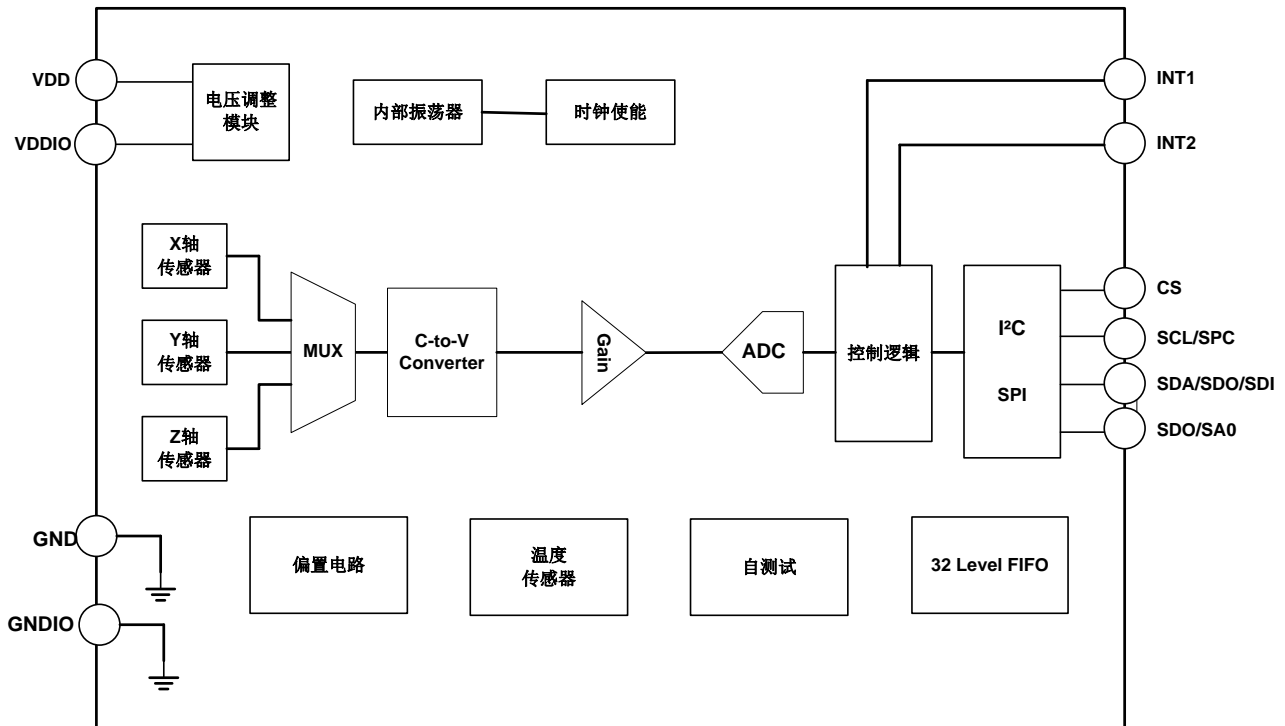 VDD
VDDIO
电压调整
模块
内部振荡器
时钟使能
INT1
INT2
X轴
传感器
Y轴
传感器
Z轴
传感器
MUX
C-to-V
Converter
Gain
ADC
控制逻辑
I²C
SPI
CS
SCL/SPC
SDA/SDO/SDI
SDO/SA0
GND
GNDIO
偏置电路
温度
传感器
自测试
32 Level FIFO